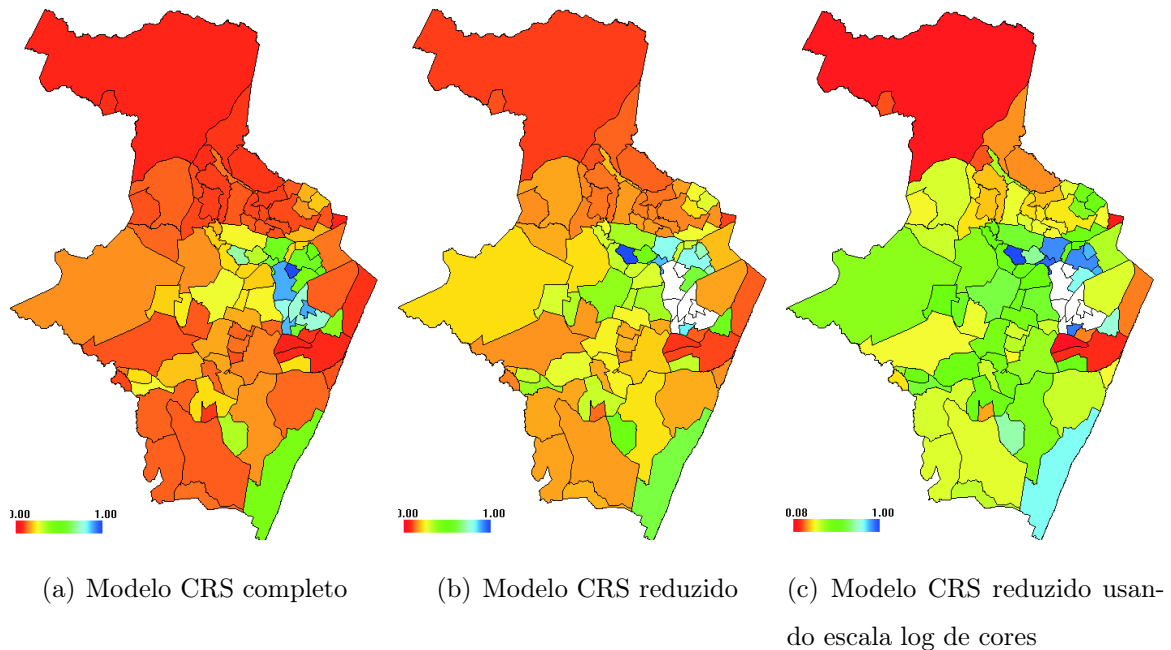 0.00 1.00
0.00 1.00
0.08 1.00
(a) Modelo CRS completo
(b) Modelo CRS reduzido
(c) Modelo CRS reduzido usan-
do escala log de cores